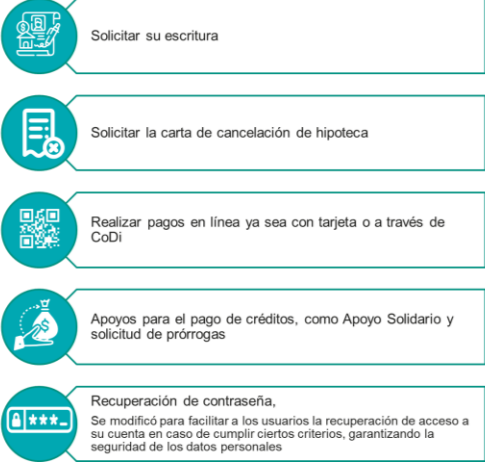 Solicitar su escritura
Solicitar la carta de cancelación de hipoteca
Realizar pagos en línea ya sea con tarjeta o a través de
CoDi
Apoyos para el pago de créditos, como Apoyo Solidario y
solicitud de prórrogas
Recuperación de contraseña,
Se modificó para facilitar a los usuarios la recuperación de acceso a
su cuenta en caso de cumplir ciertos criterios, garantizando la
seguridad de los datos personales